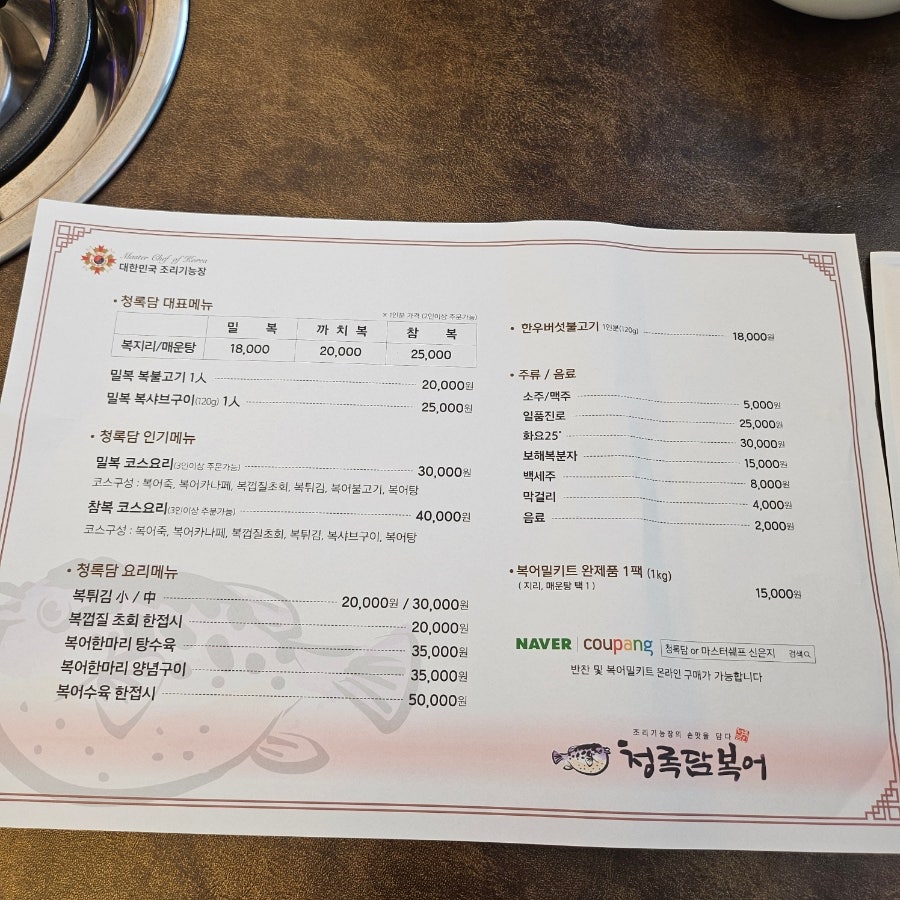 Master Chef of Korea
대한민국 조리기능장
• 청록담 대표메뉴
※ 1인분 가격 (2인이상 주문가능)
밀 복 까 치 복 참 복
복지리/매운탕 18,000 20,000 25,000
밀복 복불고기 1人 20,000원
밀복 복샤브구이(120g) 1人 25,000원
• 청록담 인기메뉴
밀복 코스요리(3인이상 주문가능) 30,000원
코스구성 : 복어죽, 복어카나페, 복껍질초회, 복튀김, 복어불고기, 복어탕
참복 코스요리(3인이상 주문가능) 40,000원
코스구성 : 복어죽, 복어카나페, 복껍질초회, 복튀김, 복샤브구이, 복어탕
• 청록담 요리메뉴
복튀김 小 / 中 20,000원 / 30,000원
복껍질 초회 한접시 20,000원
복어한마리 탕수육 35,000원
복어한마리 양념구이 35,000원
복어수육 한접시 50,000원
• 한우버섯불고기 1인분(120g) 18,000원
• 주류 / 음료
소주/맥주 5,000원
일품진로 25,000원
화요25° 30,000원
보해복분자 15,000원
백세주 8,000원
막걸리 4,000원
음료 2,000원
• 복어밀키트 완제품 1팩 (1kg)
( 지리, 매운탕 택 1 )
15,000원
NAVER | coupang 청록담 or 마스터쉐프 신은지 검색
반찬 및 복어밀키트 온라인 구매가 가능합니다
조리기능장의 손맛을 담다
청록담복어